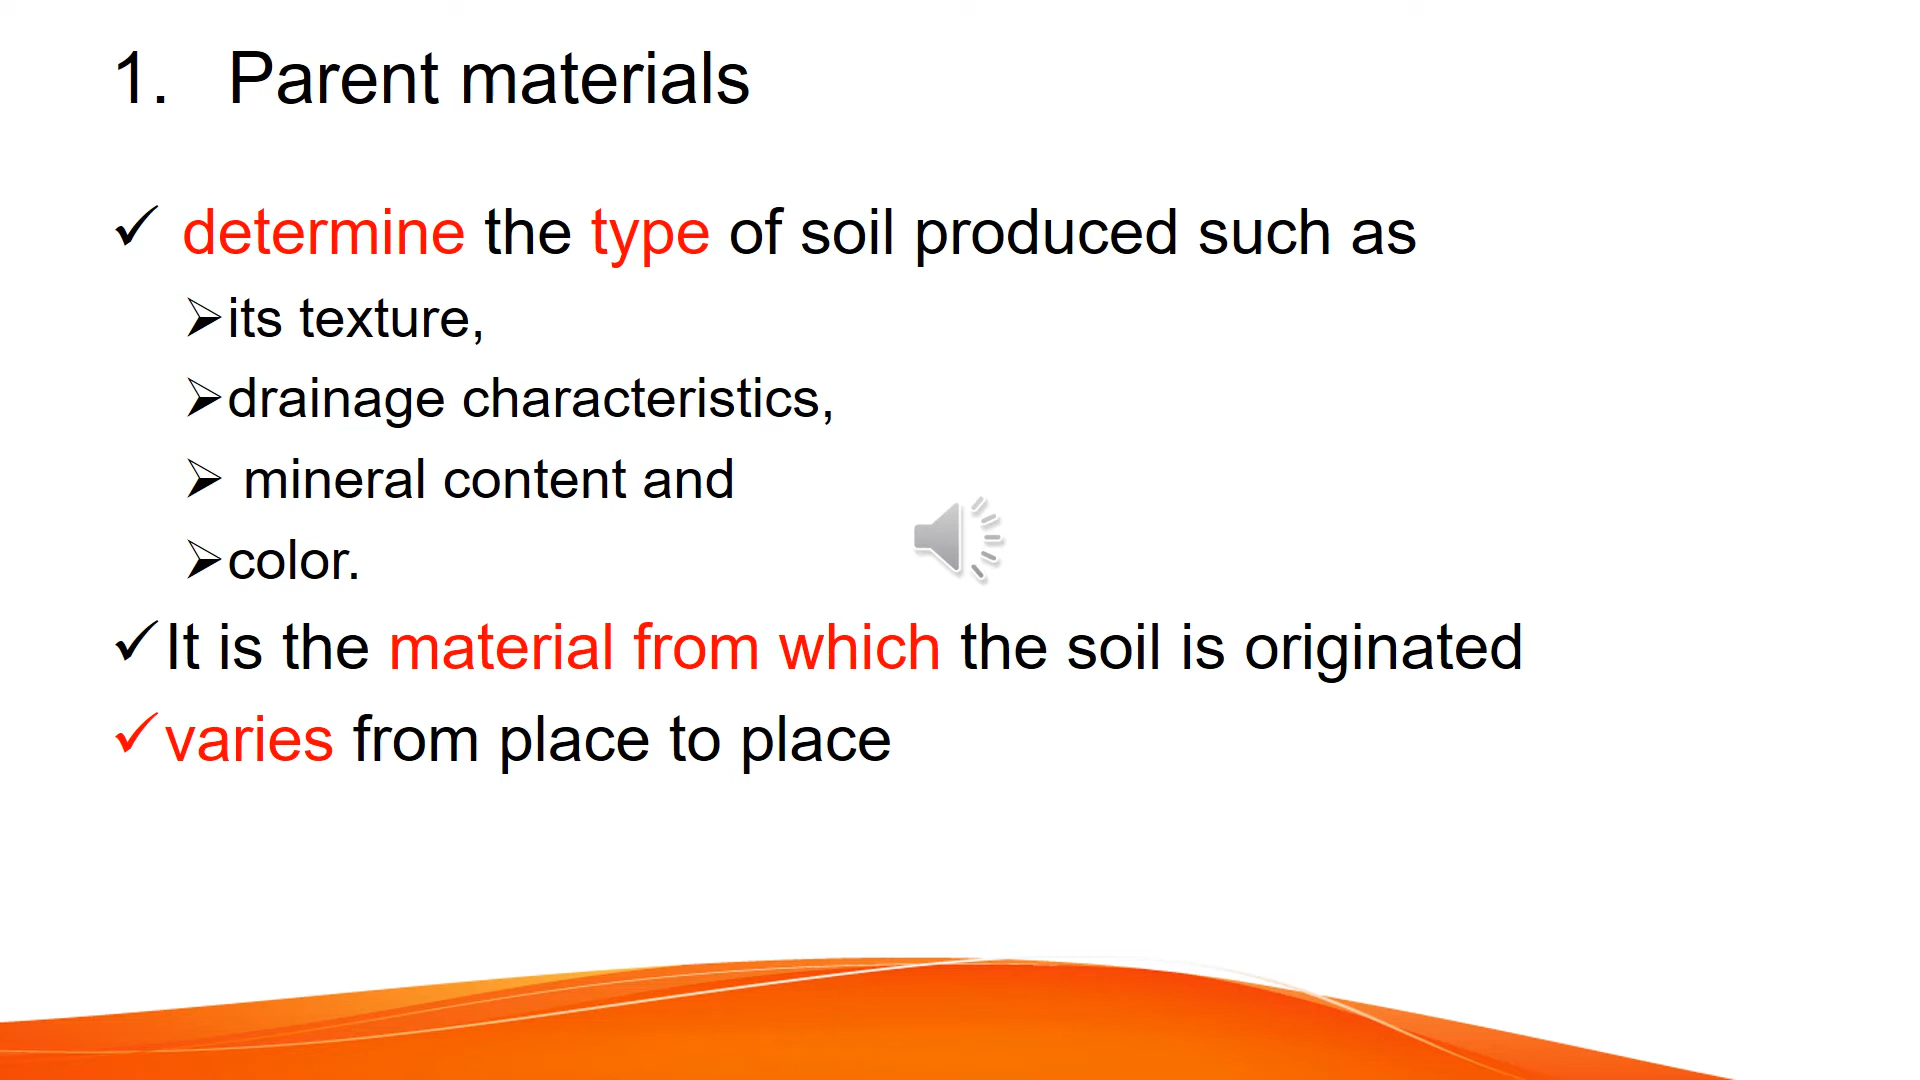 1. Parent materials
✓ determine the type of soil produced such as
➢its texture,
➢drainage characteristics,
➢ mineral content and
➢color.
✓It is the material from which the soil is originated
✓varies from place to place